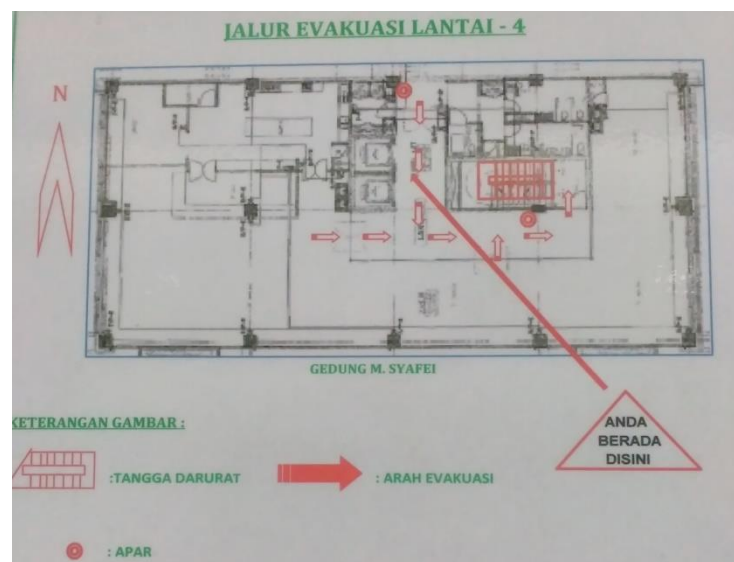 JALUR EVAKUASI LANTAI - 4
N
GEDUNG M. SYAFEI
KETERANGAN GAMBAR :
ANDA
BERADA
DISINI
:TANGGA DARURAT
: ARAH EVAKUASI
: APAR